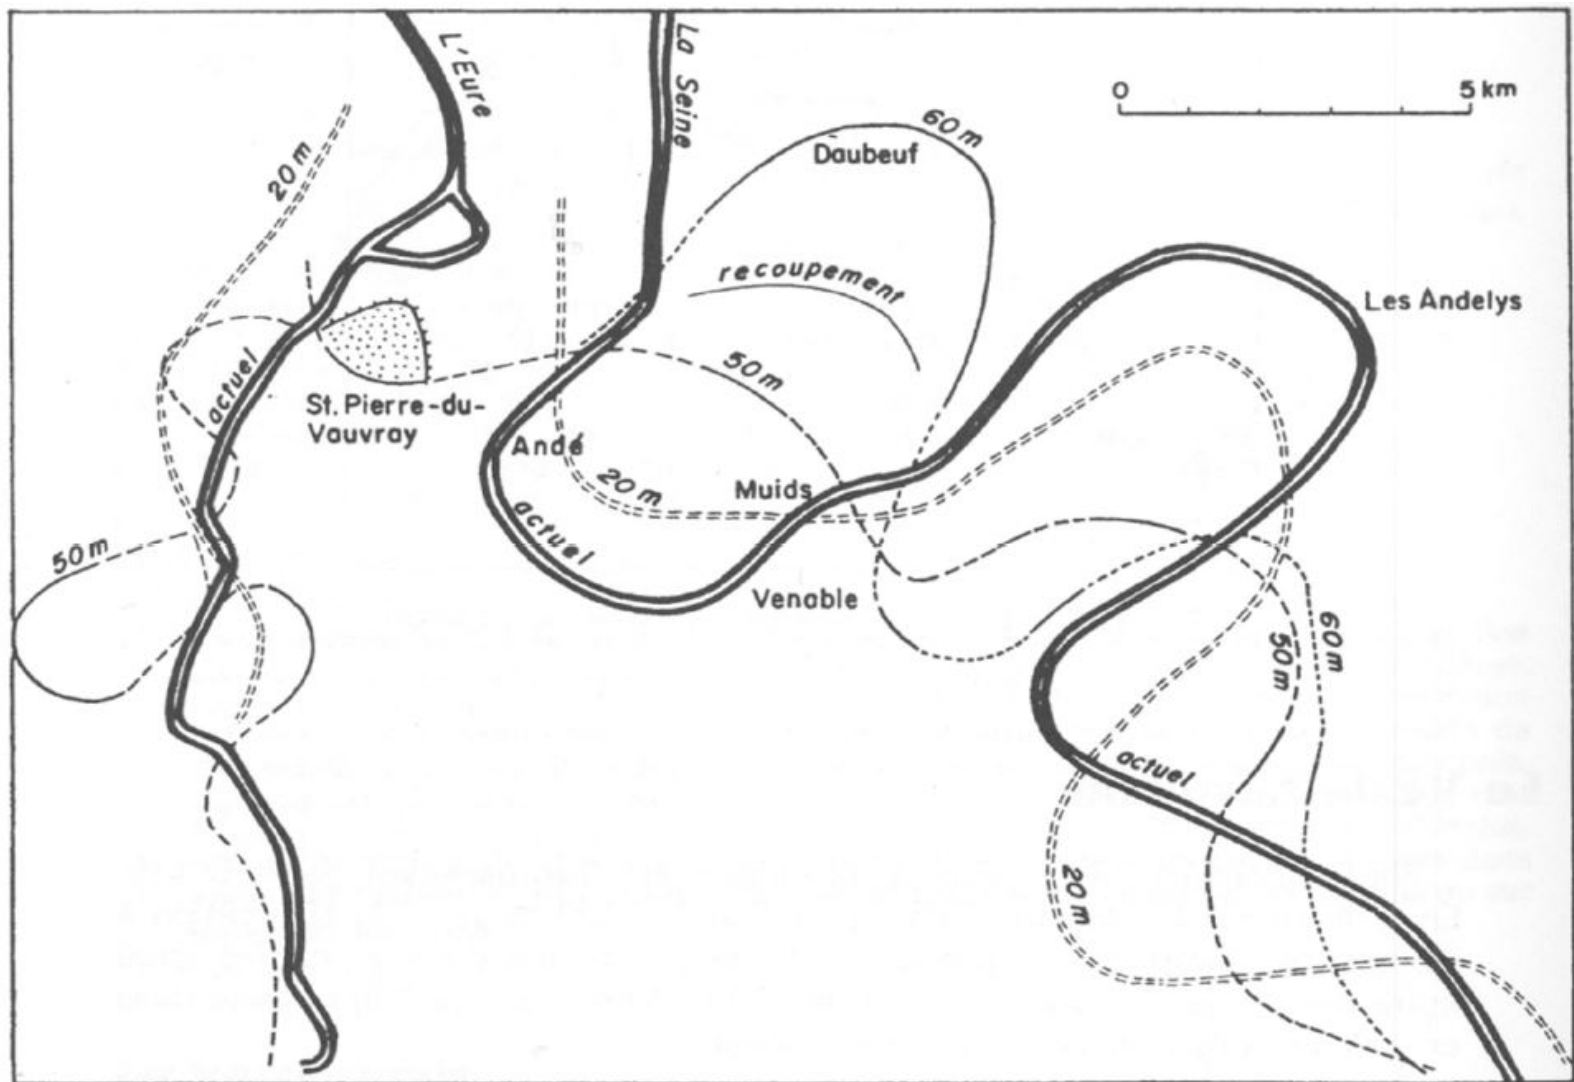 L'Eure
La Seine
0 5 km
20 m
60 m
Daubeuf
recoupement
Les Andelys
actuel
50 m
St. Pierre-du-
Vauvray
Andé
20 m
Muids
actuel
50 m
Venable
60 m
50 m
actuel
20 m